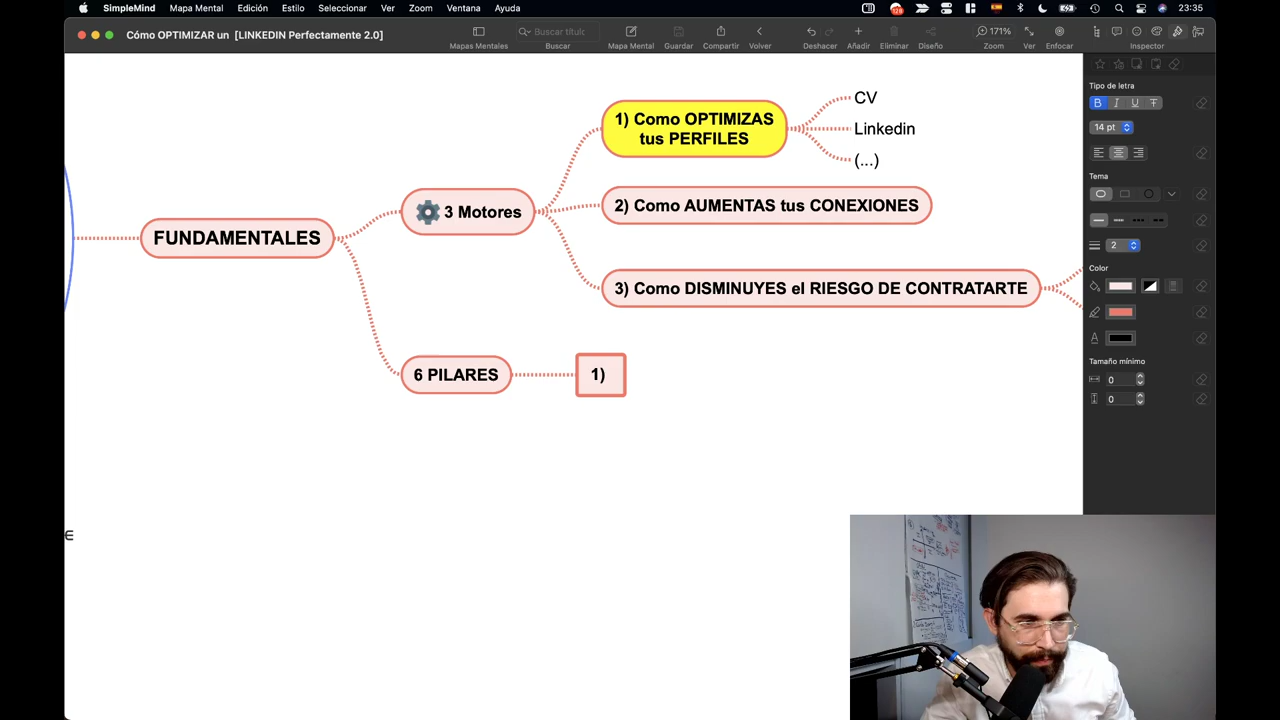 SimpleMind Mapa Mental Edición Estilo Seleccionar Ver Zoom Ventana Ayuda 23:35
Cómo OPTIMIZAR un [LINKEDIN Perfectamente 2.0]
Buscar título 171%
Mapas Mentales Buscar Mapa Mental Guardar Compartir Volver Deshacer Añadir Eliminar Diseño Zoom Ver Enfocar Inspector
FUNDAMENTALES
3 Motores
1) Como OPTIMIZAS
tus PERFILES
CV
Linkedin
(...)
2) Como AUMENTAS tus CONEXIONES
3) Como DISMINUYES el RIESGO DE CONTRATARTE
6 PILARES
1)
Tipo de letra
B I U T
14 pt
Tema
2
Color
A
Tamaño mínimo
0
0